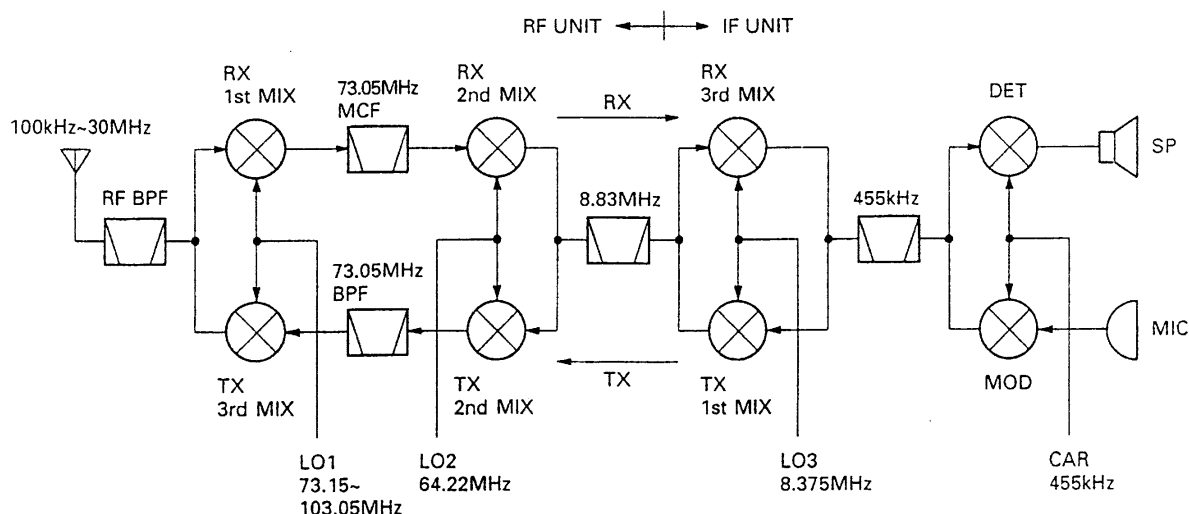 RF UNIT
IF UNIT
RX
1st MIX
73.05MHz
MCF
RX
2nd MIX
RX
RX
3rd MIX
DET
100kHz~30MHz
SP
RF BPF
8.83MHz
455kHz
73.05MHz
BPF
MIC
TX
3rd MIX
TX
2nd MIX
TX
TX
1st MIX
MOD
LO1
73.15~
103.05MHz
LO2
64.22MHz
LO3
8.375MHz
CAR
455kHz